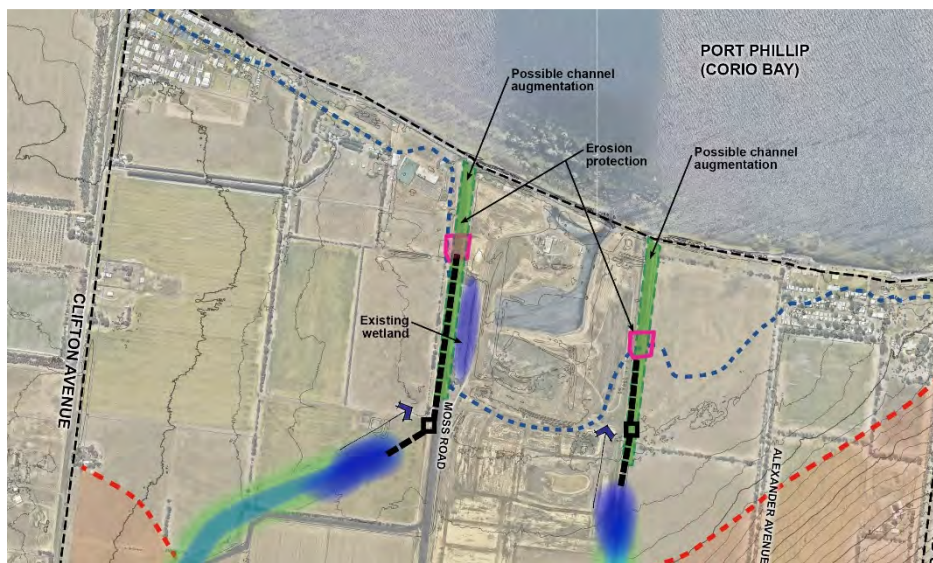 PORT PHILLIP
(CORIO BAY)
Possible channel
augmentation
Erosion
protection
Possible channel
augmentation
CLIFTON AVENUE
Existing
wetland
MOSS ROAD
ALEXANDER AVENUE